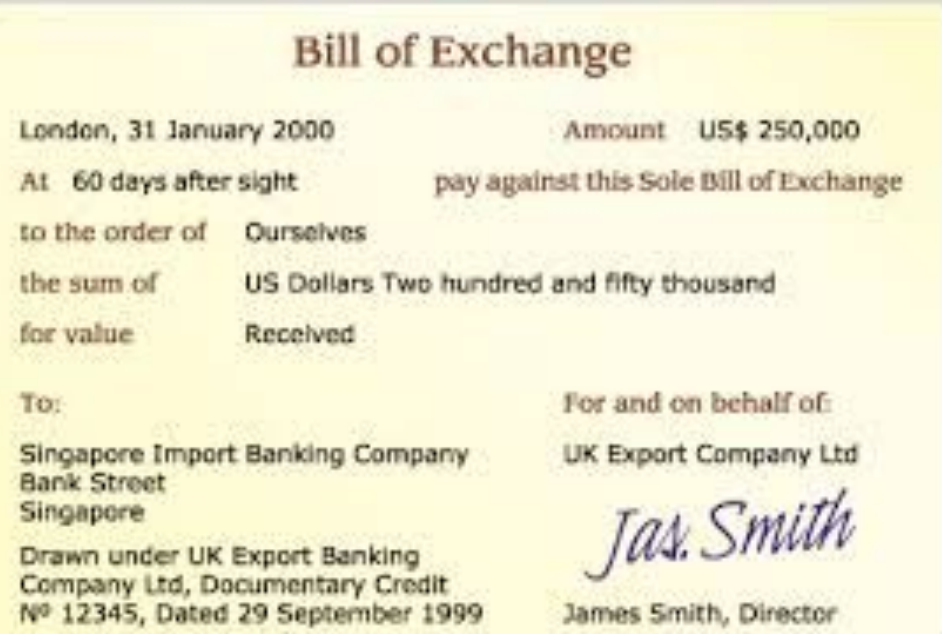 Bill of Exchange
London, 31 January 2000 Amount US$ 250,000
At 60 days after sight pay against this Sole Bill of Exchange
to the order of Ourselves
the sum of US Dollars Two hundred and fifty thousand
for value Received
To: For and on behalf of:
Singapore Import Banking Company UK Export Company Ltd
Bank Street
Singapore
Jas. Smith
Drawn under UK Export Banking
Company Ltd, Documentary Credit
Nº 12345, Dated 29 September 1999 James Smith, Director